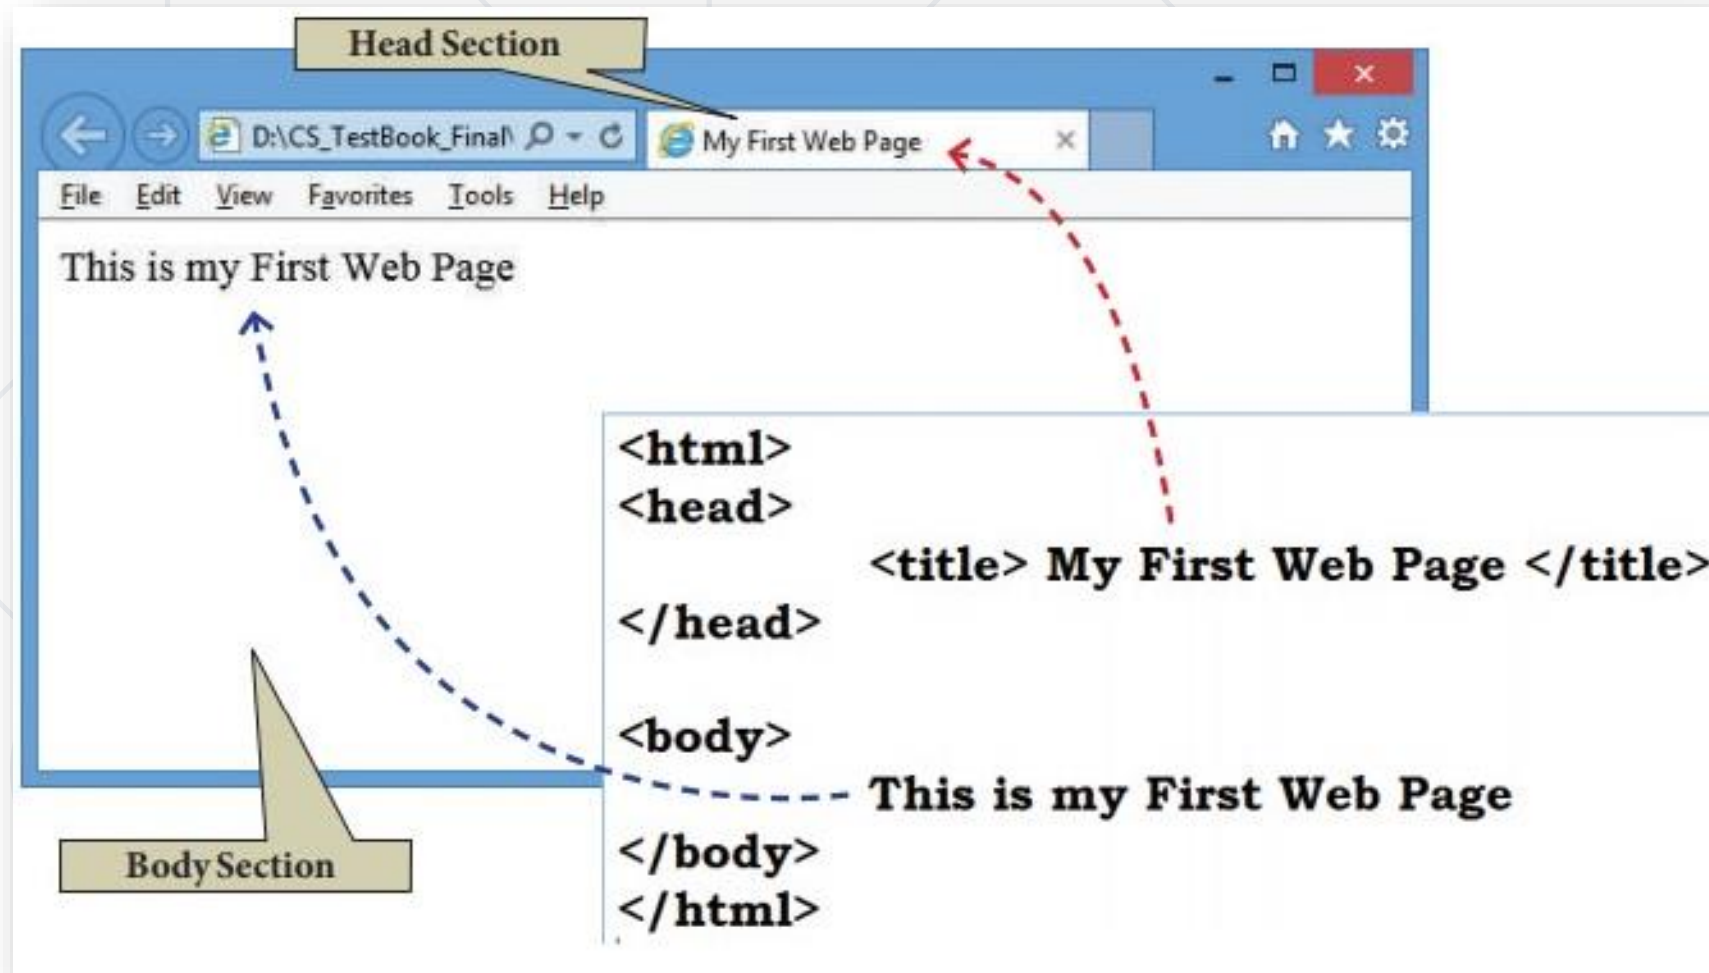 Head Section
D:\CS_TestBook_Final\
My First Web Page
File Edit View Favorites Tools Help
This is my First Web Page
<html>
<head>
<title> My First Web Page </title>
</head>
<body>
This is my First Web Page
</body>
</html>
Body Section